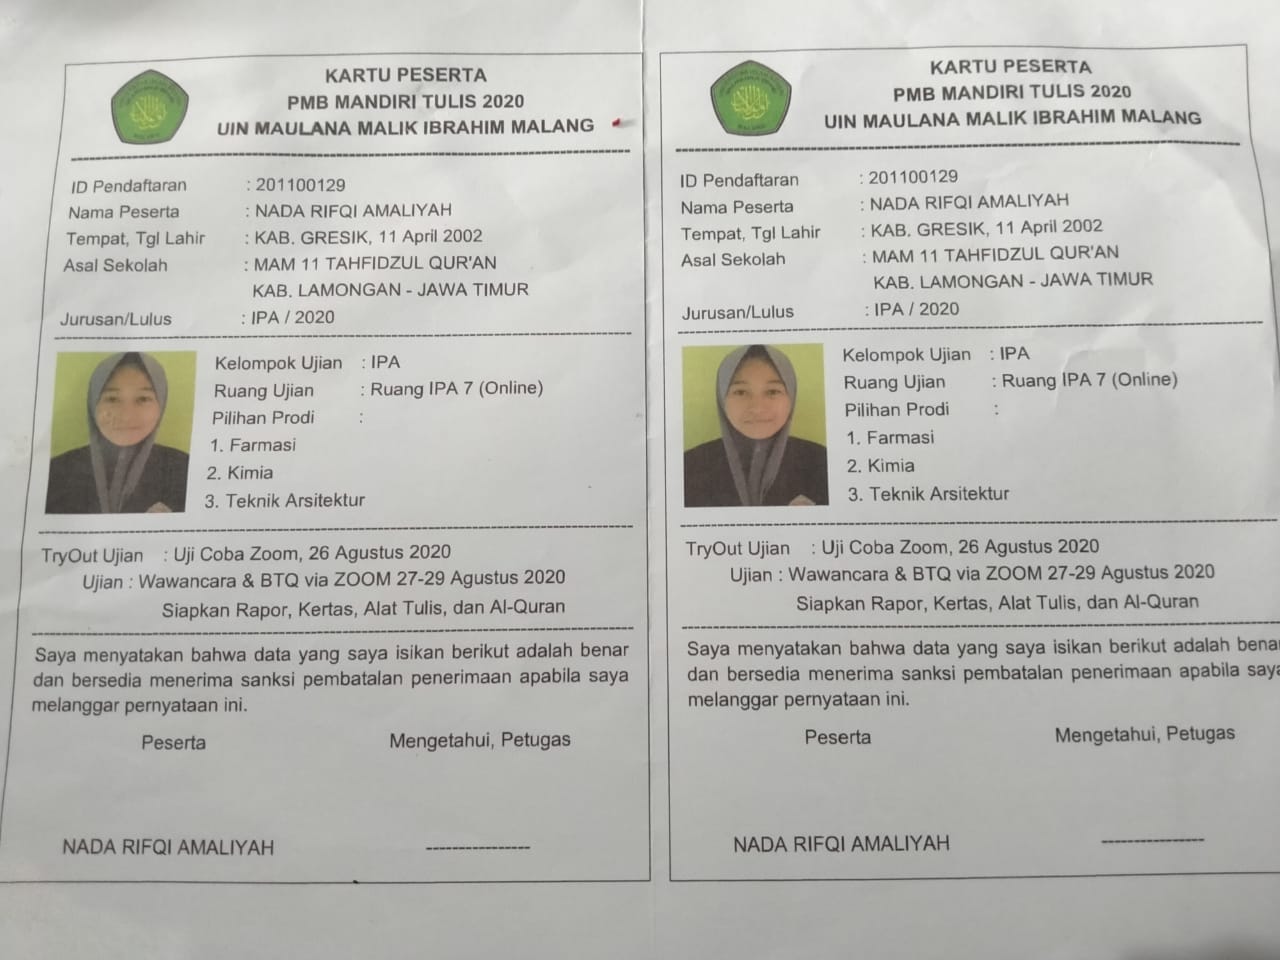 KARTU PESERTA
PMB MANDIRI TULIS 2020
UIN MAULANA MALIK IBRAHIM MALANG
ID Pendaftaran : 201100129
Nama Peserta : NADA RIFQI AMALIYAH
Tempat, Tgl Lahir : KAB. GRESIK, 11 April 2002
Asal Sekolah : MAM 11 TAHFIDZUL QUR'AN
KAB. LAMONGAN - JAWA TIMUR
Jurusan/Lulus : IPA / 2020
Kelompok Ujian : IPA
Ruang Ujian : Ruang IPA 7 (Online)
Pilihan Prodi :
1. Farmasi
2. Kimia
3. Teknik Arsitektur
TryOut Ujian : Uji Coba Zoom, 26 Agustus 2020
Ujian : Wawancara & BTQ via ZOOM 27-29 Agustus 2020
Siapkan Rapor, Kertas, Alat Tulis, dan Al-Quran
Saya menyatakan bahwa data yang saya isikan berikut adalah benar
dan bersedia menerima sanksi pembatalan penerimaan apabila saya
melanggar pernyataan ini.
Peserta Mengetahui, Petugas
NADA RIFQI AMALIYAH
KARTU PESERTA
PMB MANDIRI TULIS 2020
UIN MAULANA MALIK IBRAHIM MALANG
ID Pendaftaran : 201100129
Nama Peserta : NADA RIFQI AMALIYAH
Tempat, Tgl Lahir : KAB. GRESIK, 11 April 2002
Asal Sekolah : MAM 11 TAHFIDZUL QUR'AN
KAB. LAMONGAN - JAWA TIMUR
Jurusan/Lulus : IPA / 2020
Kelompok Ujian : IPA
Ruang Ujian : Ruang IPA 7 (Online)
Pilihan Prodi :
1. Farmasi
2. Kimia
3. Teknik Arsitektur
TryOut Ujian : Uji Coba Zoom, 26 Agustus 2020
Ujian : Wawancara & BTQ via ZOOM 27-29 Agustus 2020
Siapkan Rapor, Kertas, Alat Tulis, dan Al-Quran
Saya menyatakan bahwa data yang saya isikan berikut adalah benar
dan bersedia menerima sanksi pembatalan penerimaan apabila saya
melanggar pernyataan ini.
Peserta Mengetahui, Petugas
NADA RIFQI AMALIYAH